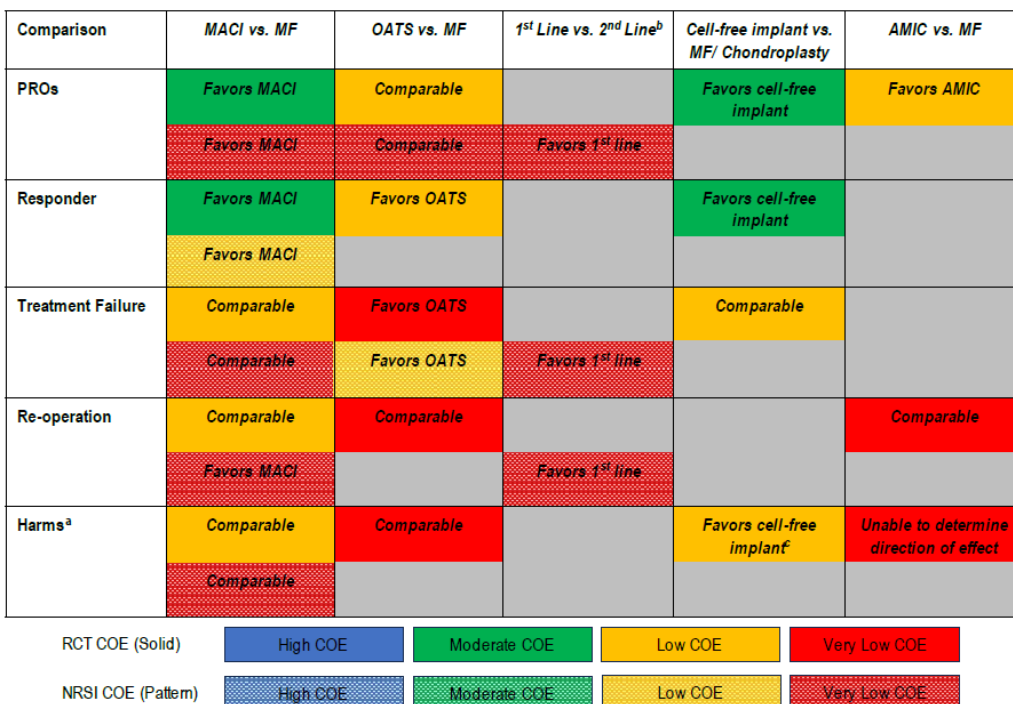 Comparison MACI vs. MF OATS vs. MF 1st Line vs. 2nd Lineb Cell-free implant vs. AMIC vs. MF
MF/ Chondroplasty
PROs Favors MACI Comparable Favors cell-free Favors AMIC
implant
Favors MACI Comparable Favors 1st line
Responder Favors MACI Favors OATS Favors cell-free
implant
Favors MACI
Treatment Failure Comparable Favors OATS Comparable
Comparable Favors OATS Favors 1st line
Re-operation Comparable Comparable Comparable
Favors MACI Favors 1st line
Harmsa Comparable Comparable Favors cell-free Unable to determine
implantc direction of effect
Comparable
RCT COE (Solid) High COE Moderate COE Low COE Very Low COE
NRSI COE (Pattern) High COE Moderate COE Low COE Very Low COE